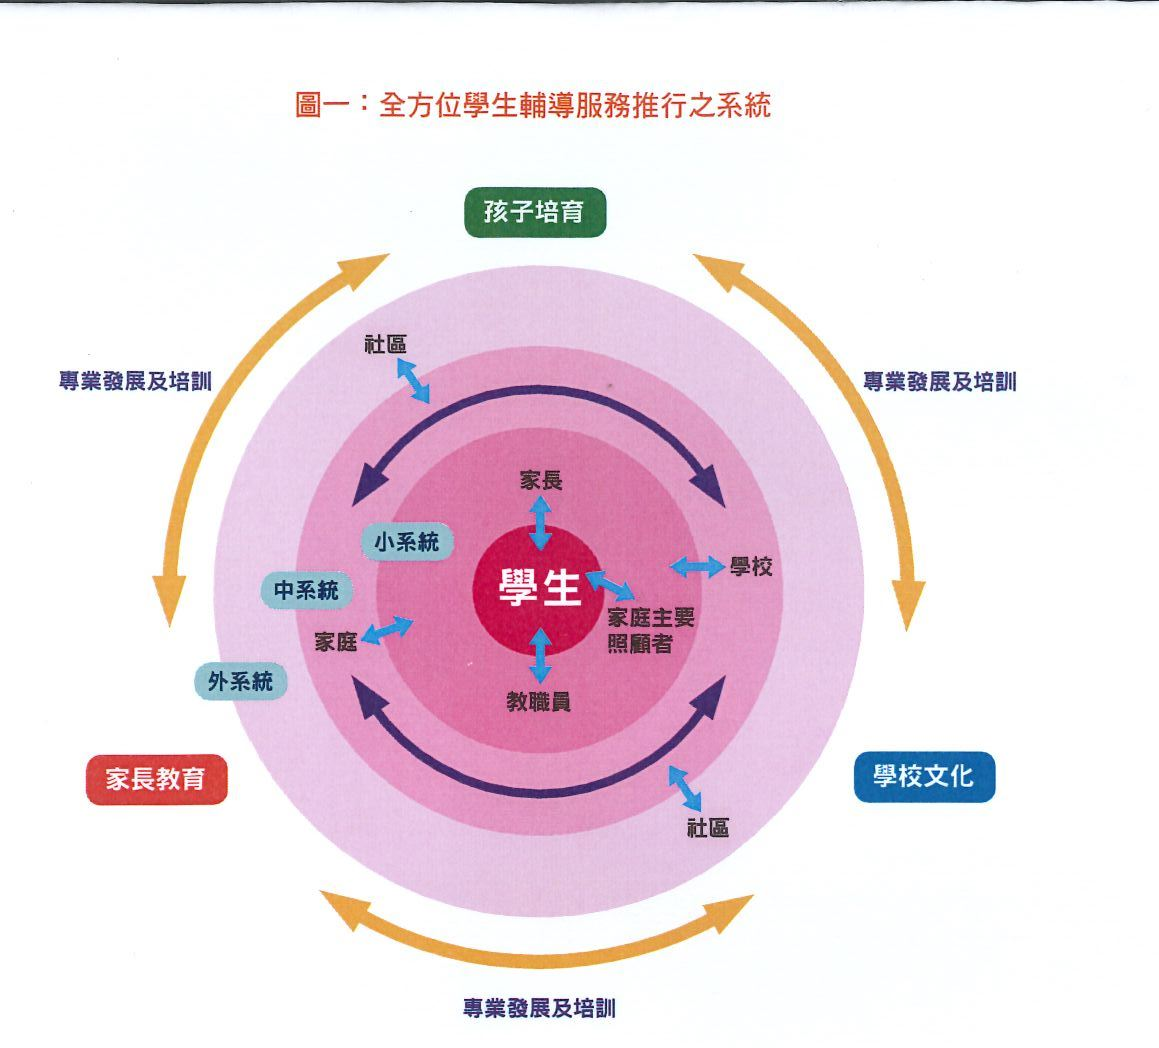 圖一：全方位學生輔導服務推行之系統
孩子培育
社區
專業發展及培訓
專業發展及培訓
家長
小系統
學校
學生
中系統
家庭主要
照顧者
家庭
外系統
教職員
家長教育
學校文化
社區
專業發展及培訓